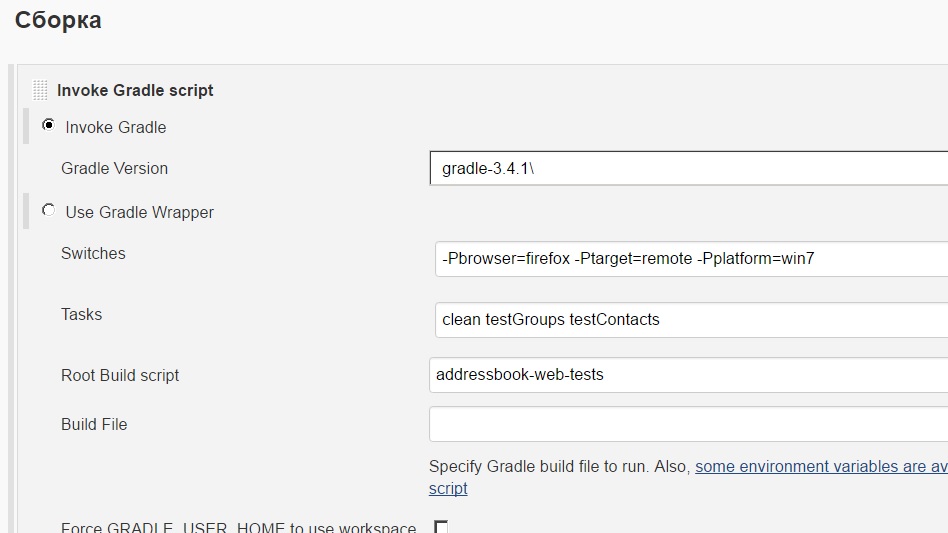 Сборка
Invoke Gradle script
Invoke Gradle
Gradle Version
gradle-3.4.1\
Use Gradle Wrapper
Switches
-Pbrowser=firefox -Ptarget=remote -Pplatform=win7
Tasks
clean testGroups testContacts
Root Build script
addressbook-web-tests
Build File
Specify Gradle build file to run. Also, some environment variables are av
script
Force GRADLE_USER_HOME to use workspace